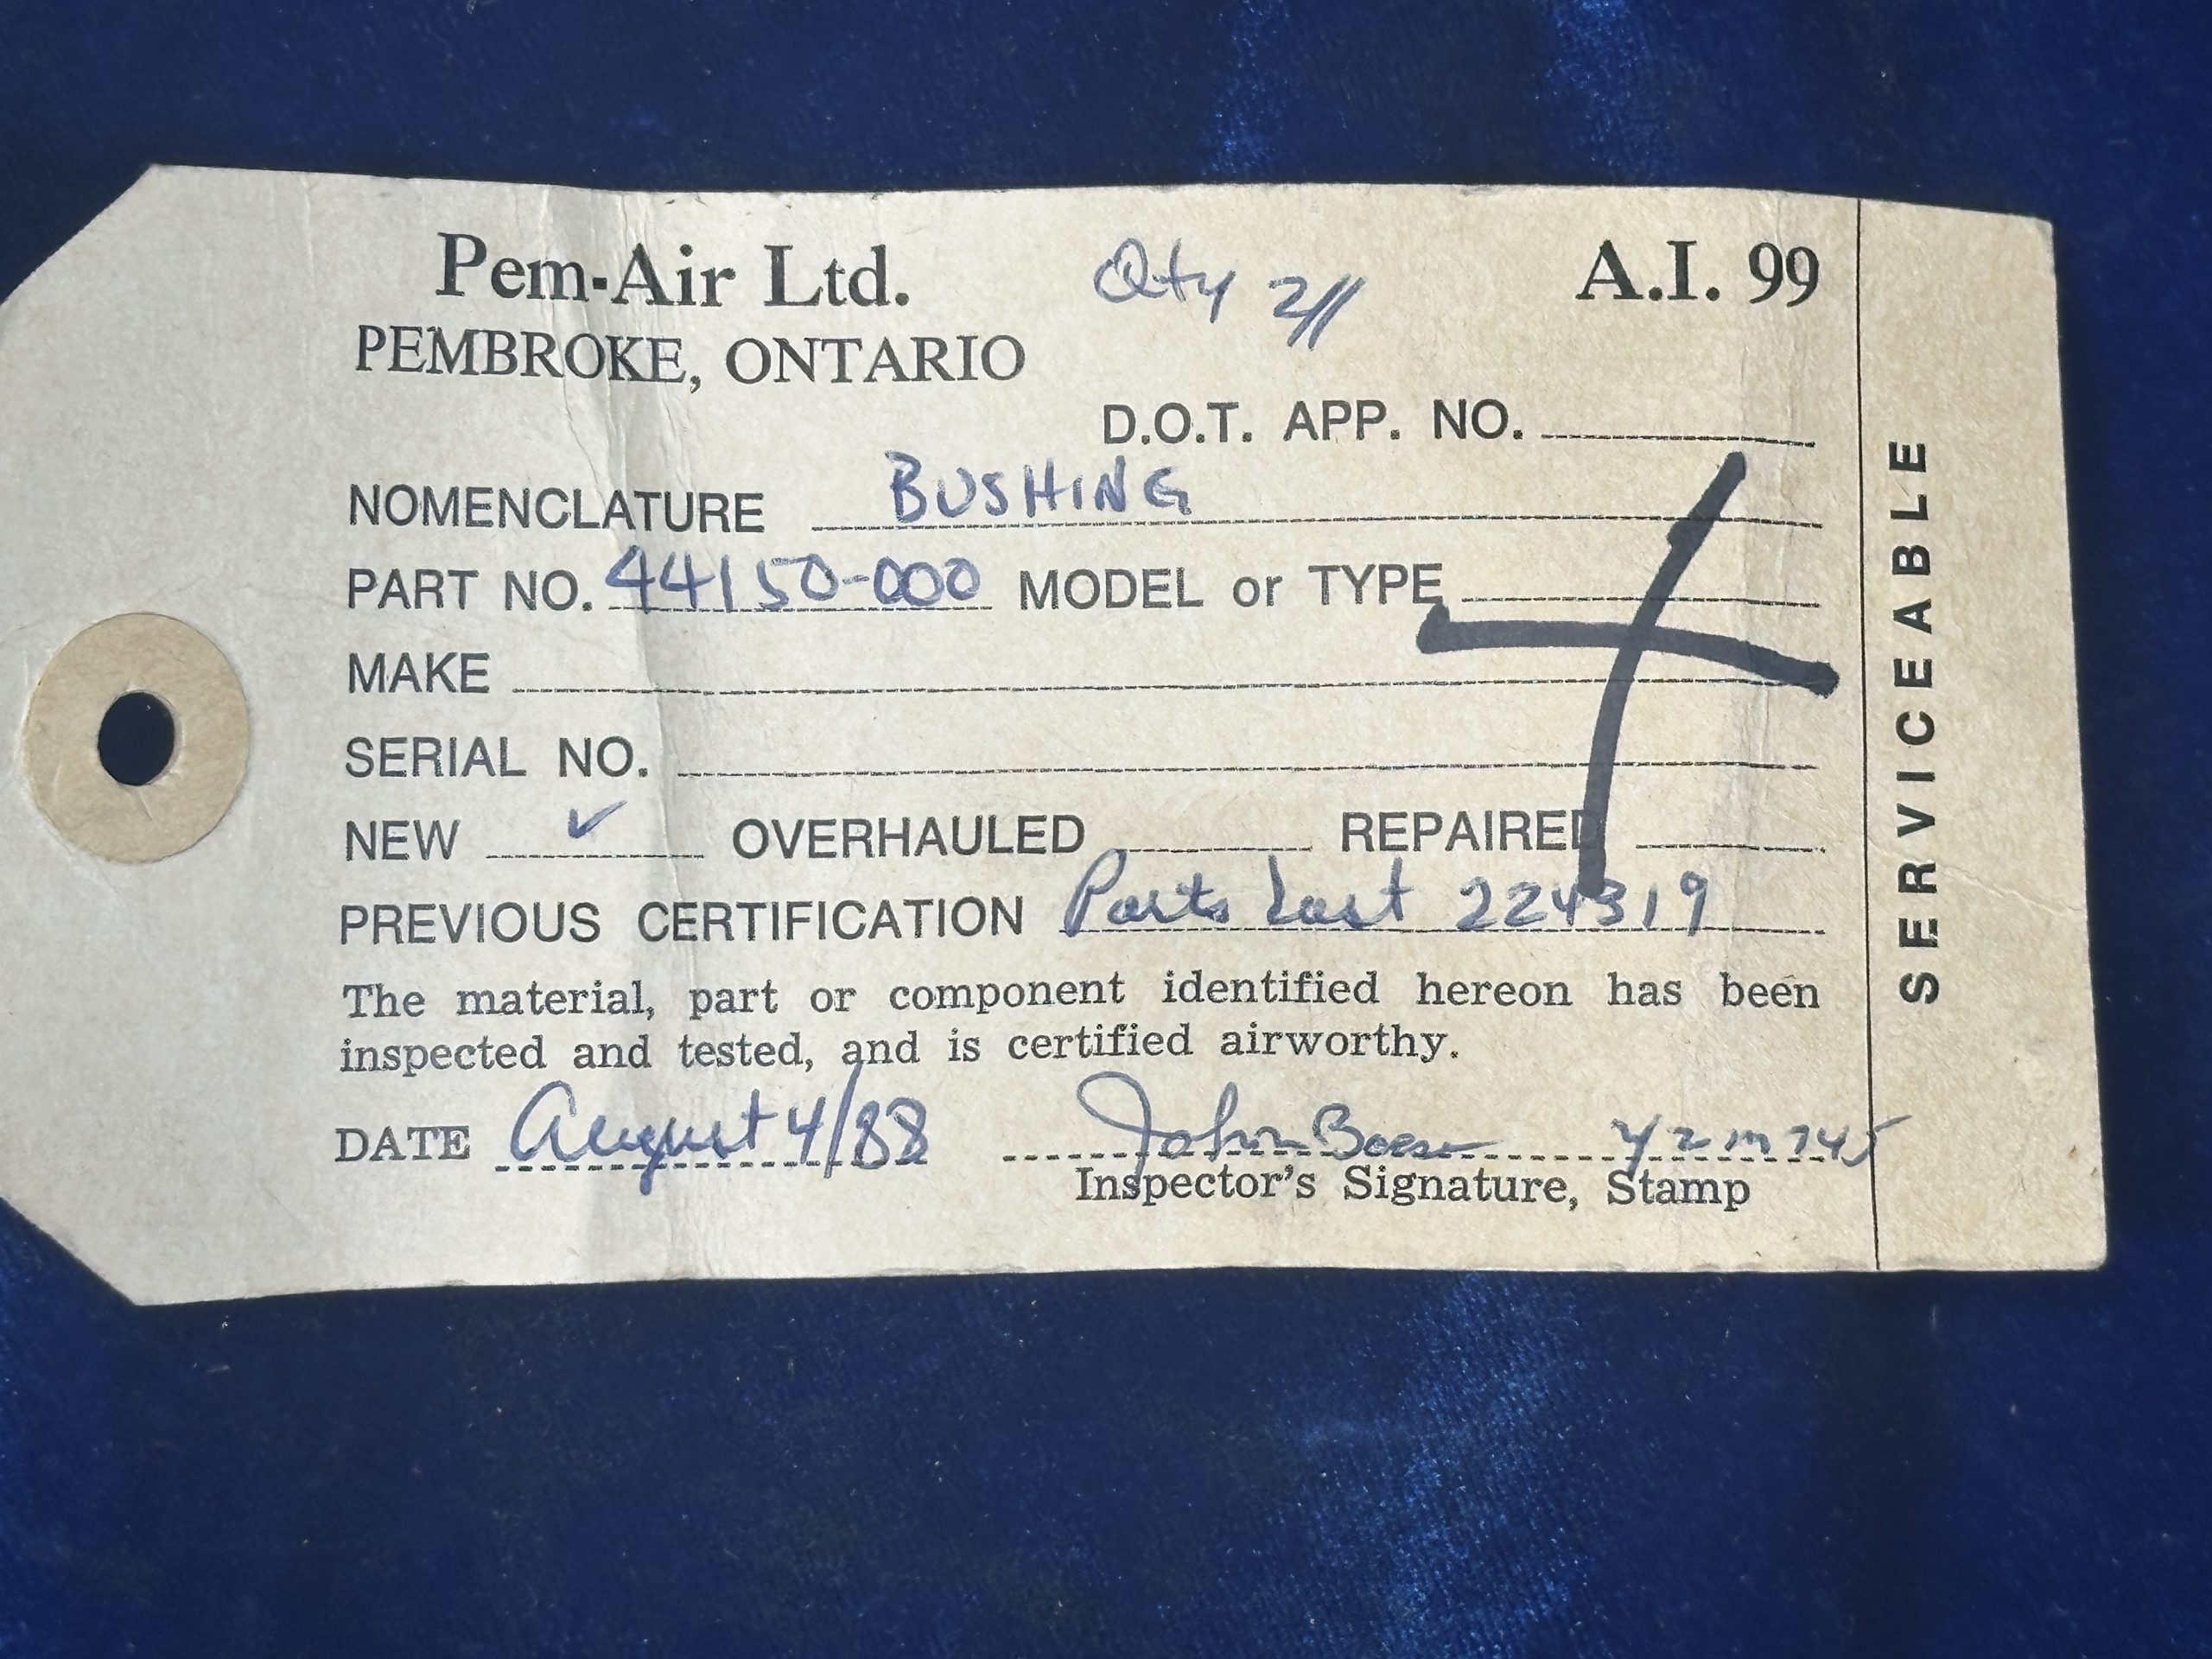 Pem-Air Ltd. Qty 2// A.I. 99
PEMBROKE, ONTARIO
D.O.T. APP. NO.
NOMENCLATURE BUSHING
PART NO. 44150-000 MODEL or TYPE
MAKE
SERIAL NO.
NEW ✓ OVERHAULED REPAIRED
PREVIOUS CERTIFICATION Parts 224319
The material, part or component identified hereon has been
inspected and tested, and is certified airworthy.
DATE August 4/88 John
Inspector's Signature, Stamp
SERVICEABLE